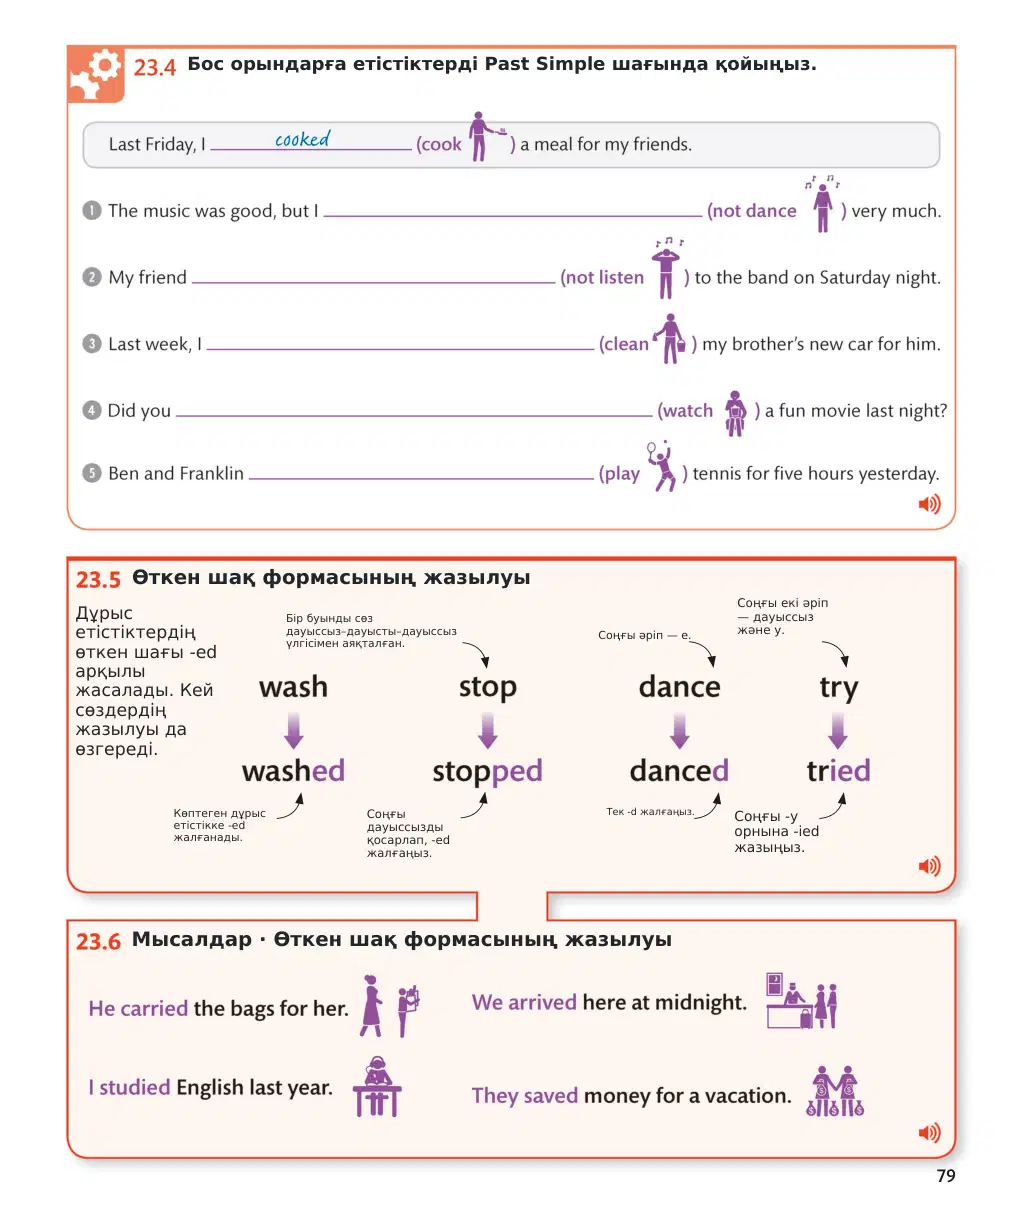 23.4 Бос орындарға етістіктерді Past Simple шағында қойыңыз.
Last Friday, I cooked (cook ) a meal for my friends.
1 The music was good, but I (not dance ) very much.
2 My friend (not listen ) to the band on Saturday night.
3 Last week, I (clean ) my brother’s new car for him.
4 Did you (watch ) a fun movie last night?
5 Ben and Franklin (play ) tennis for five hours yesterday.
23.5 Өткен шақ формасының жазылуы
Дұрыс
етістіктердің
өткен шағы -ed
арқылы
жасалады. Кей
сөздердің
жазылуы да
өзгереді.
Бір буынды сөз
дауыссыз–дауысты–дауыссыз
үлгісімен аяқталған.
Соңғы әріп — е.
Соңғы екі әріп
— дауыссыз
және у.
wash stop dance try
washed stopped danced tried
Көптеген дұрыс
етістікке -ed
жалғанады.
Соңғы
дауыссызды
қосарлап, -ed
жалғаңыз.
Тек -d жалғаңыз.
Соңғы -у
орнына -ied
жазыңыз.
23.6 Мысалдар · Өткен шақ формасының жазылуы
He carried the bags for her.
We arrived here at midnight.
I studied English last year.
They saved money for a vacation.
79